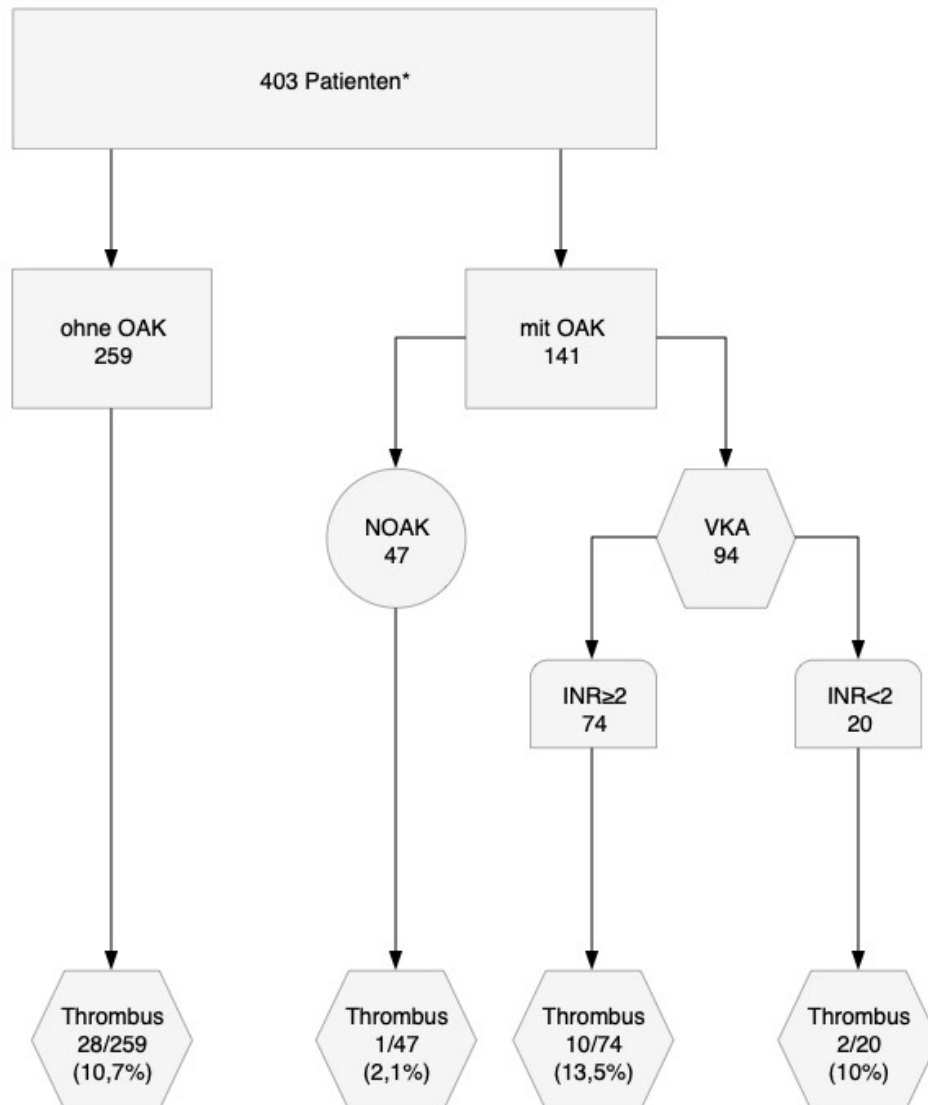 403 Patienten*
ohne OAK
259
mit OAK
141
NOAK
47
VKA
94
INR≥2
74
INR<2
20
Thrombus
28/259
(10,7%)
Thrombus
1/47
(2,1%)
Thrombus
10/74
(13,5%)
Thrombus
2/20
(10%)